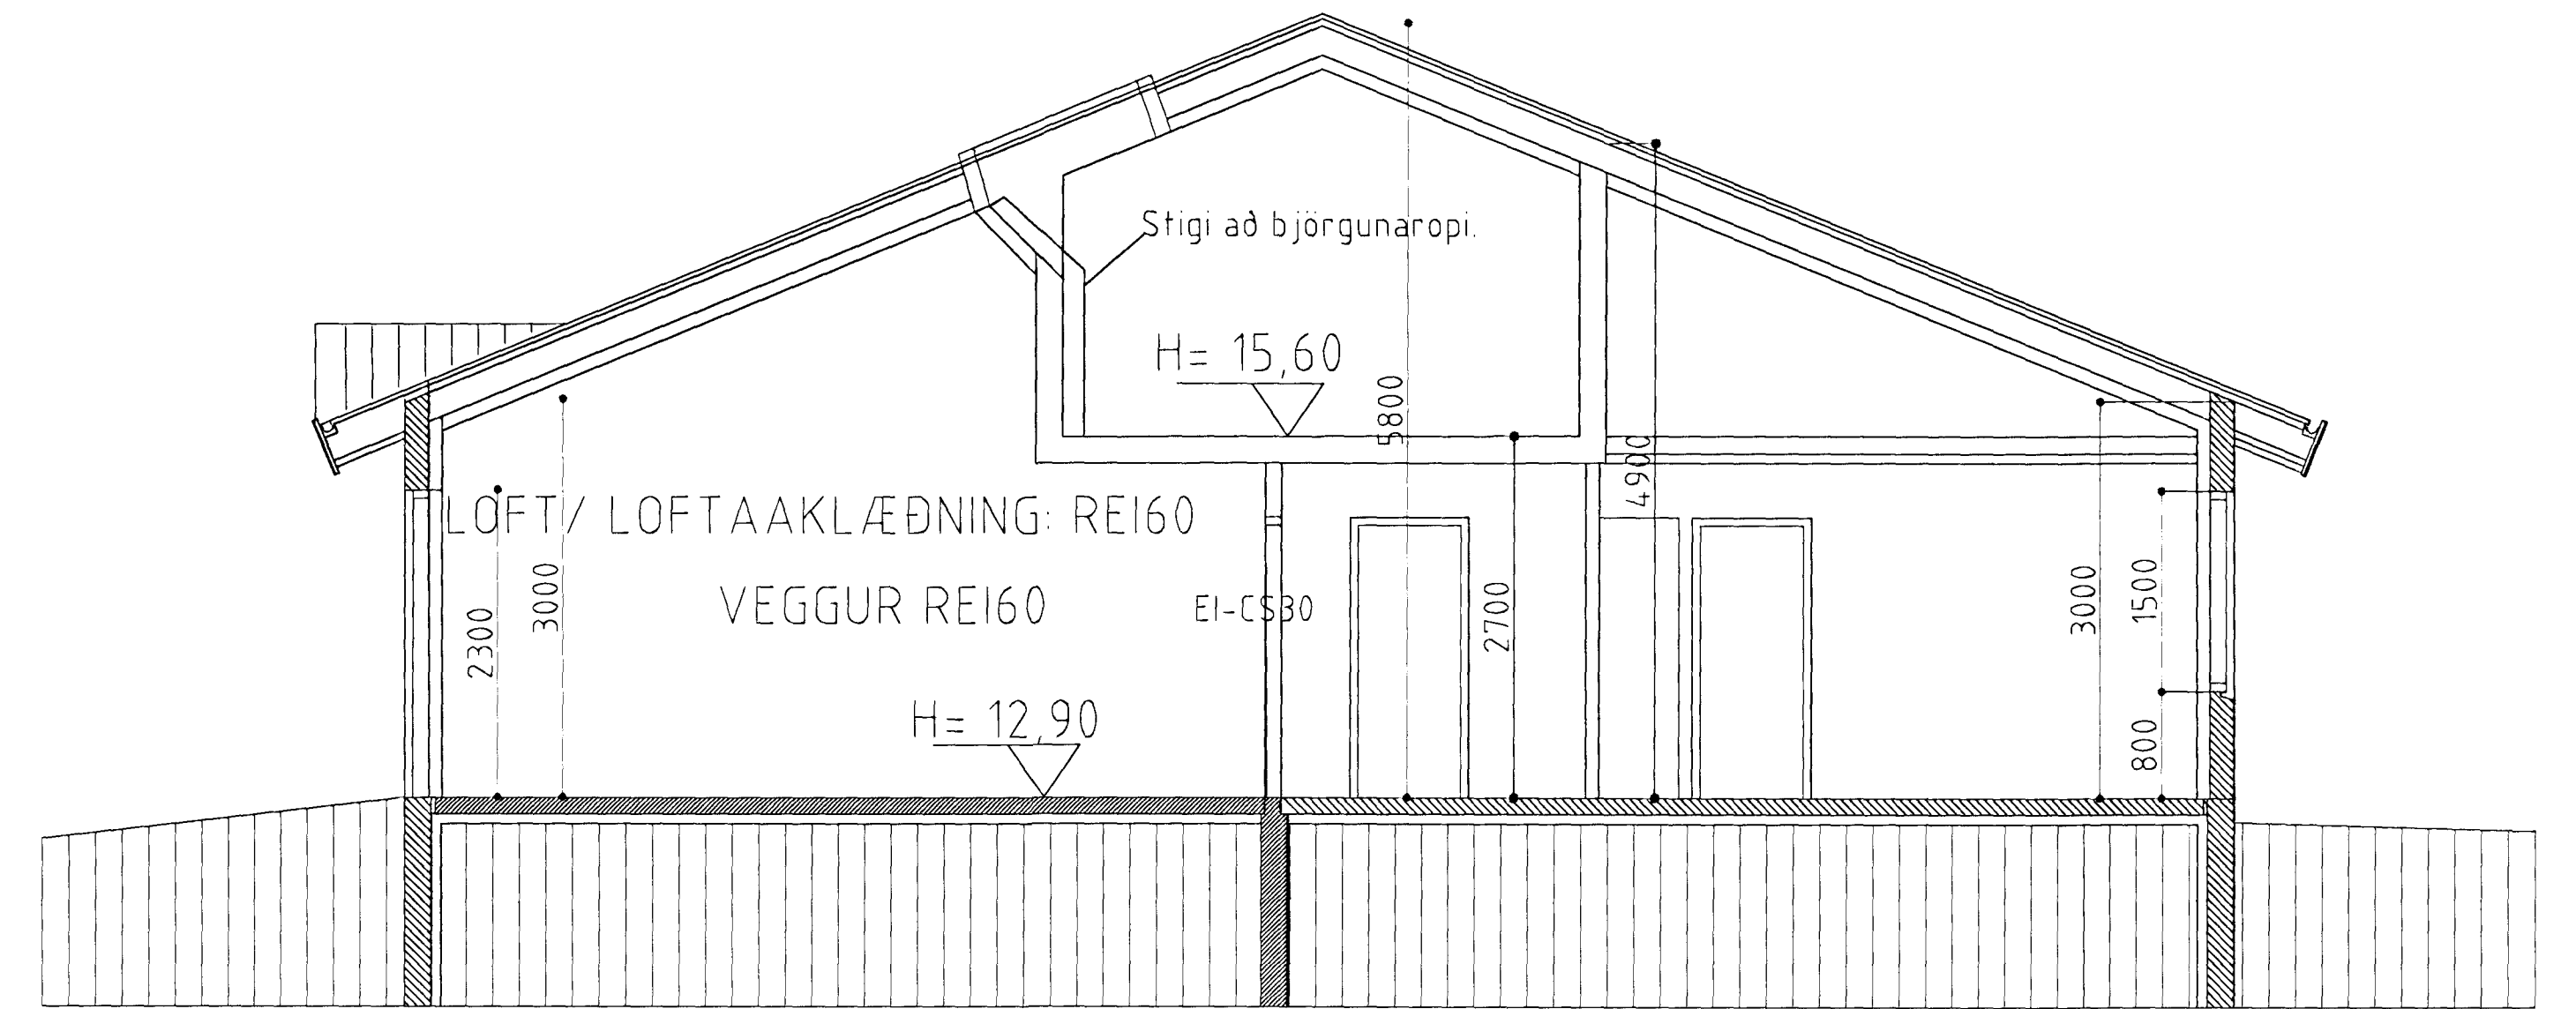 Stigi að björgunaropi.
H= 15,60
5800
4900
LOFT/ LOFTAAKLÆÐNING: REI60
VEGGUR REI60
EI-CS30
2300
3000
2700
3000
1500
800
H= 12,90